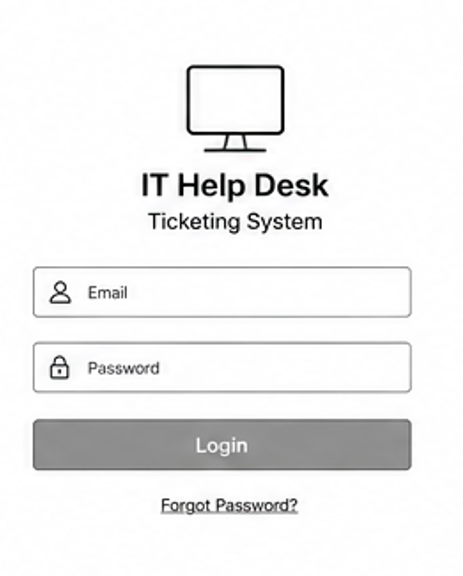 IT Help Desk
Ticketing System
Email
Password
Login
Forgot Password?